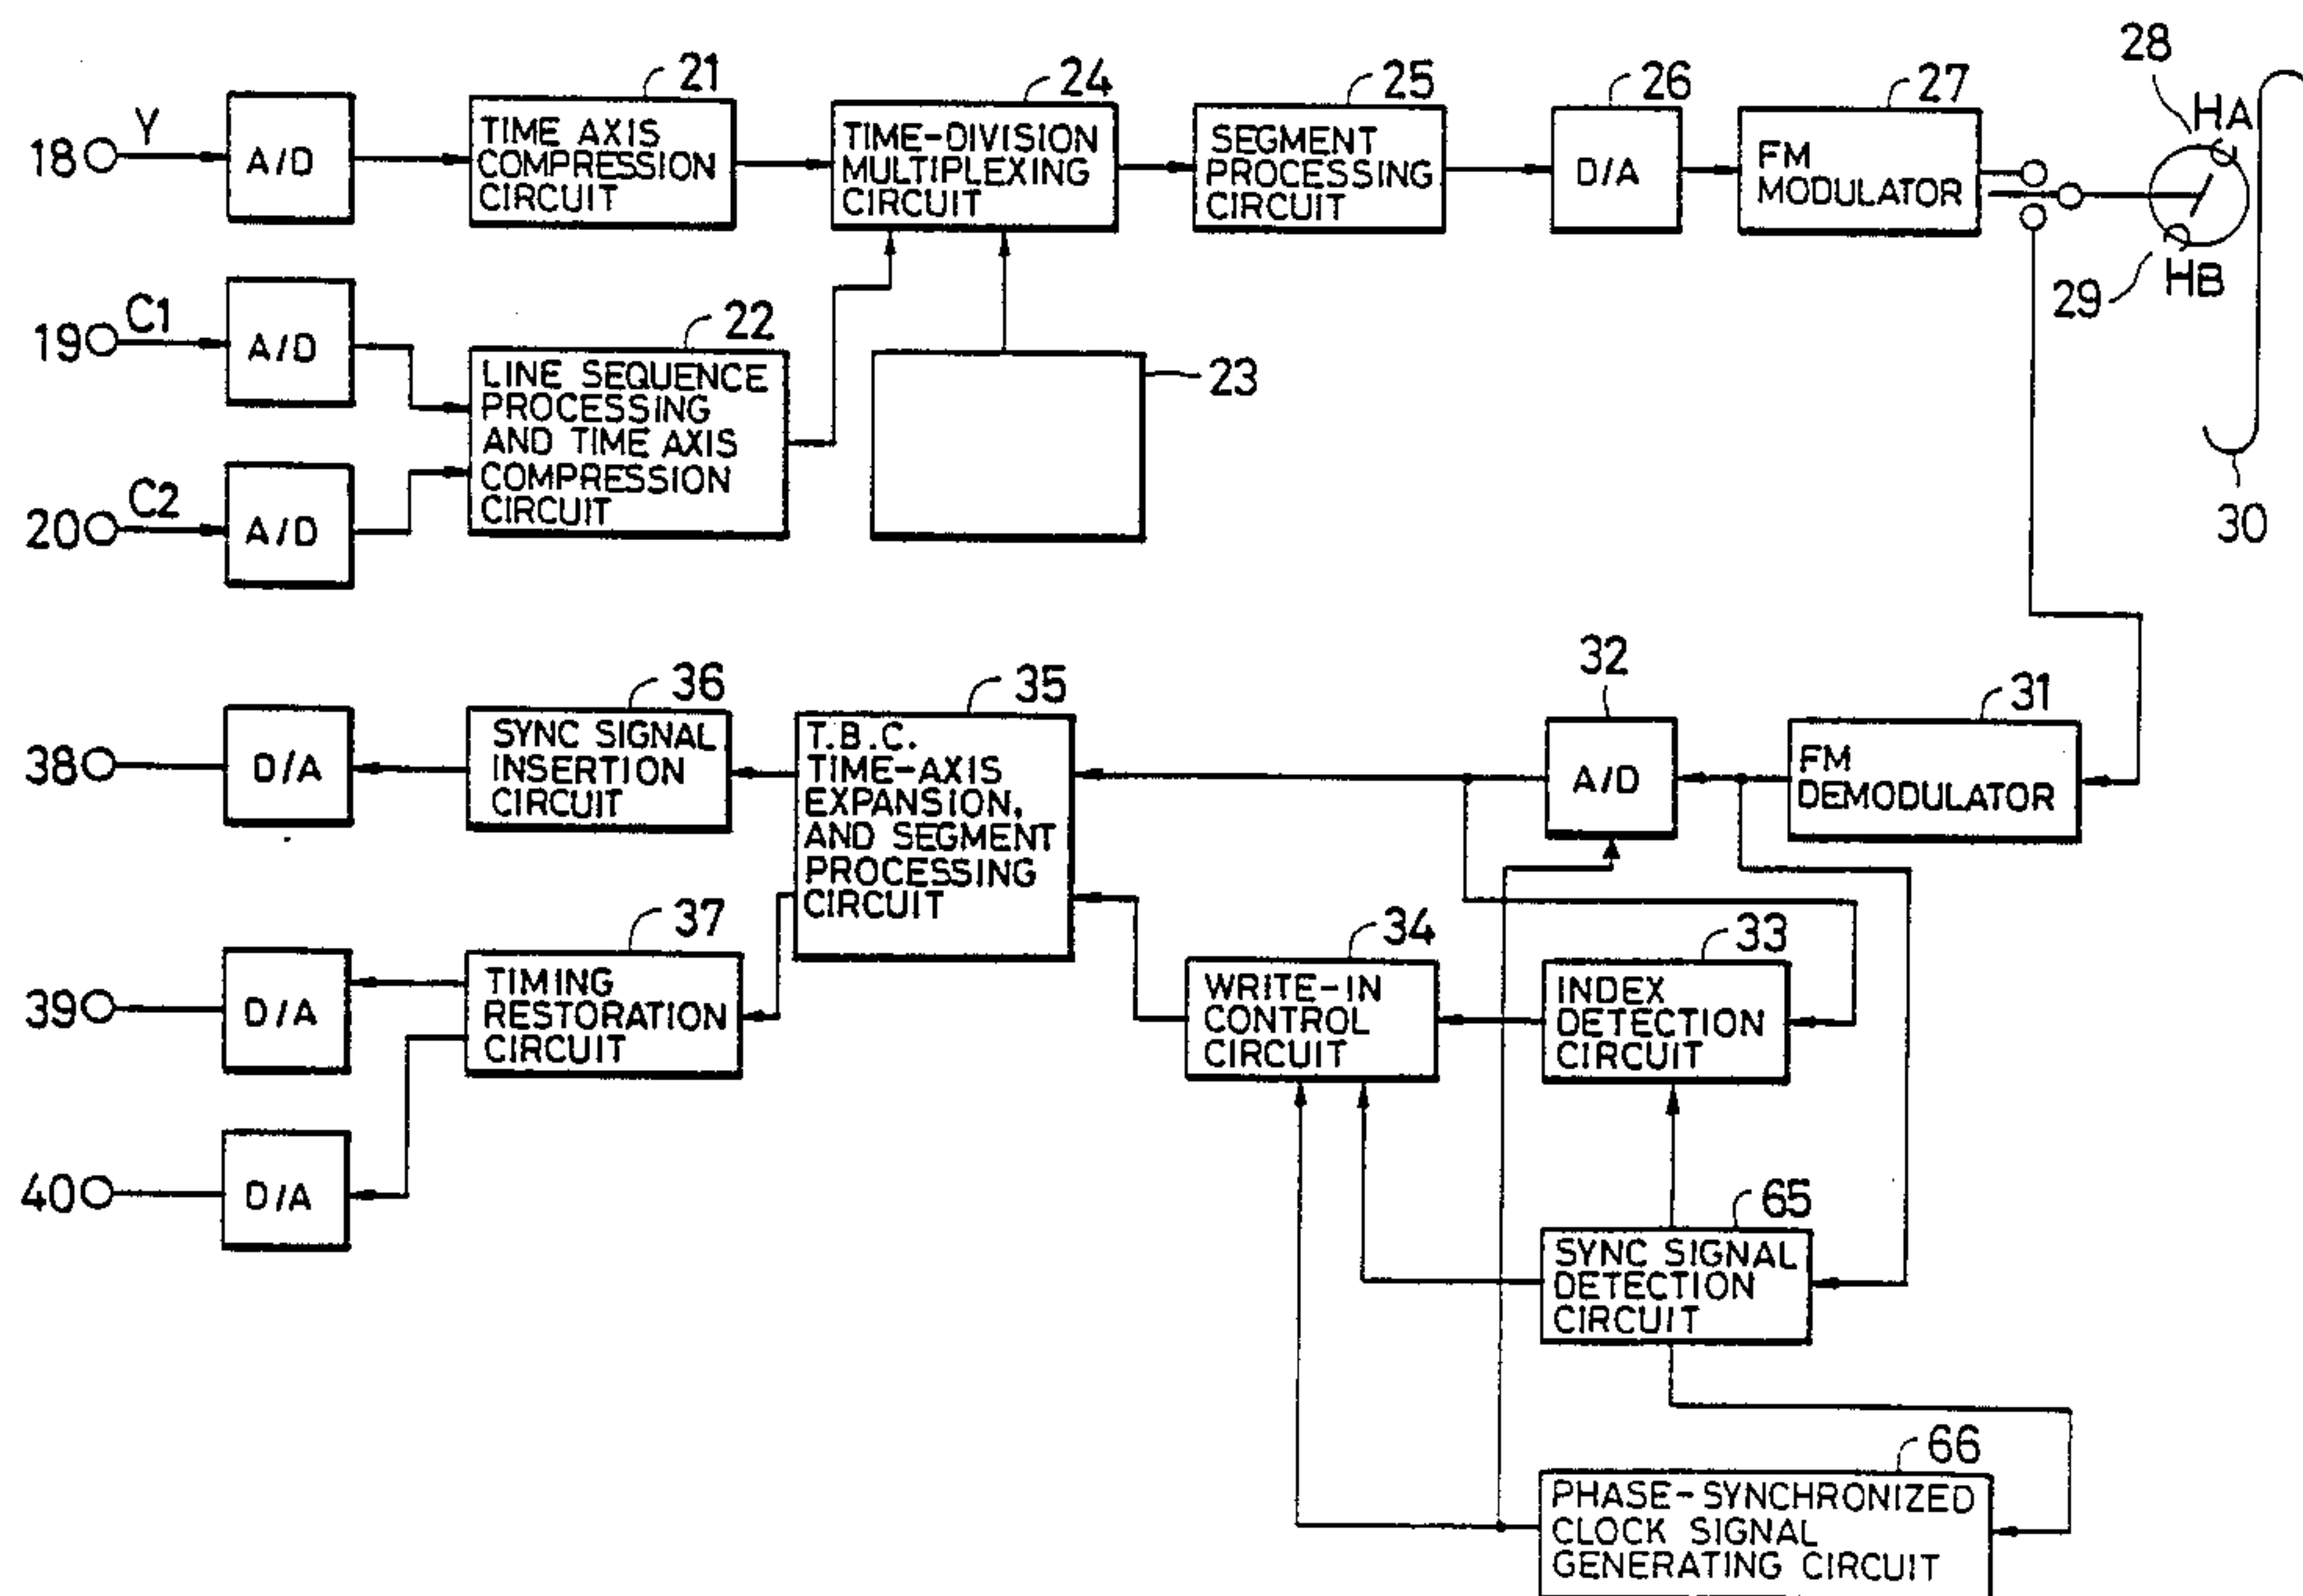 21
24
25
26
27
28
HA
18
Y
A/D
TIME AXIS
COMPRESSION
CIRCUIT
TIME-DIVISION
MULTIPLEXING
CIRCUIT
SEGMENT
PROCESSING
CIRCUIT
D/A
FM
MODULATOR
29
HB
30
19
C1
A/D
20
C2
A/D
22
LINE SEQUENCE
PROCESSING
AND TIME AXIS
COMPRESSION
CIRCUIT
23
38
D/A
36
SYNC SIGNAL
INSERTION
CIRCUIT
35
T.B.C.
TIME-AXIS
EXPANSION,
AND SEGMENT
PROCESSING
CIRCUIT
32
A/D
31
FM
DEMODULATOR
39
D/A
37
TIMING
RESTORATION
CIRCUIT
34
WRITE-IN
CONTROL
CIRCUIT
33
INDEX
DETECTION
CIRCUIT
40
D/A
65
SYNC SIGNAL
DETECTION
CIRCUIT
66
PHASE-SYNCHRONIZED
CLOCK SIGNAL
GENERATING CIRCUIT